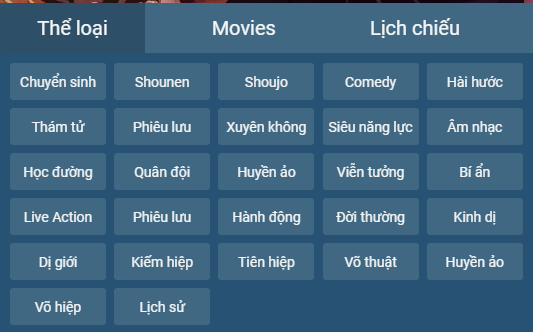 Thể loại Movies Lịch chiếu
Chuyển sinh Shounen Shoujo Comedy Hài hước
Thám tử Phiêu lưu Xuyên không Siêu năng lực Âm nhạc
Học đường Quân đội Huyền ảo Viễn tưởng Bí ẩn
Live Action Phiêu lưu Hành động Đời thường Kinh dị
Dị giới Kiếm hiệp Tiên hiệp Võ thuật Huyền ảo
Võ hiệp Lịch sử